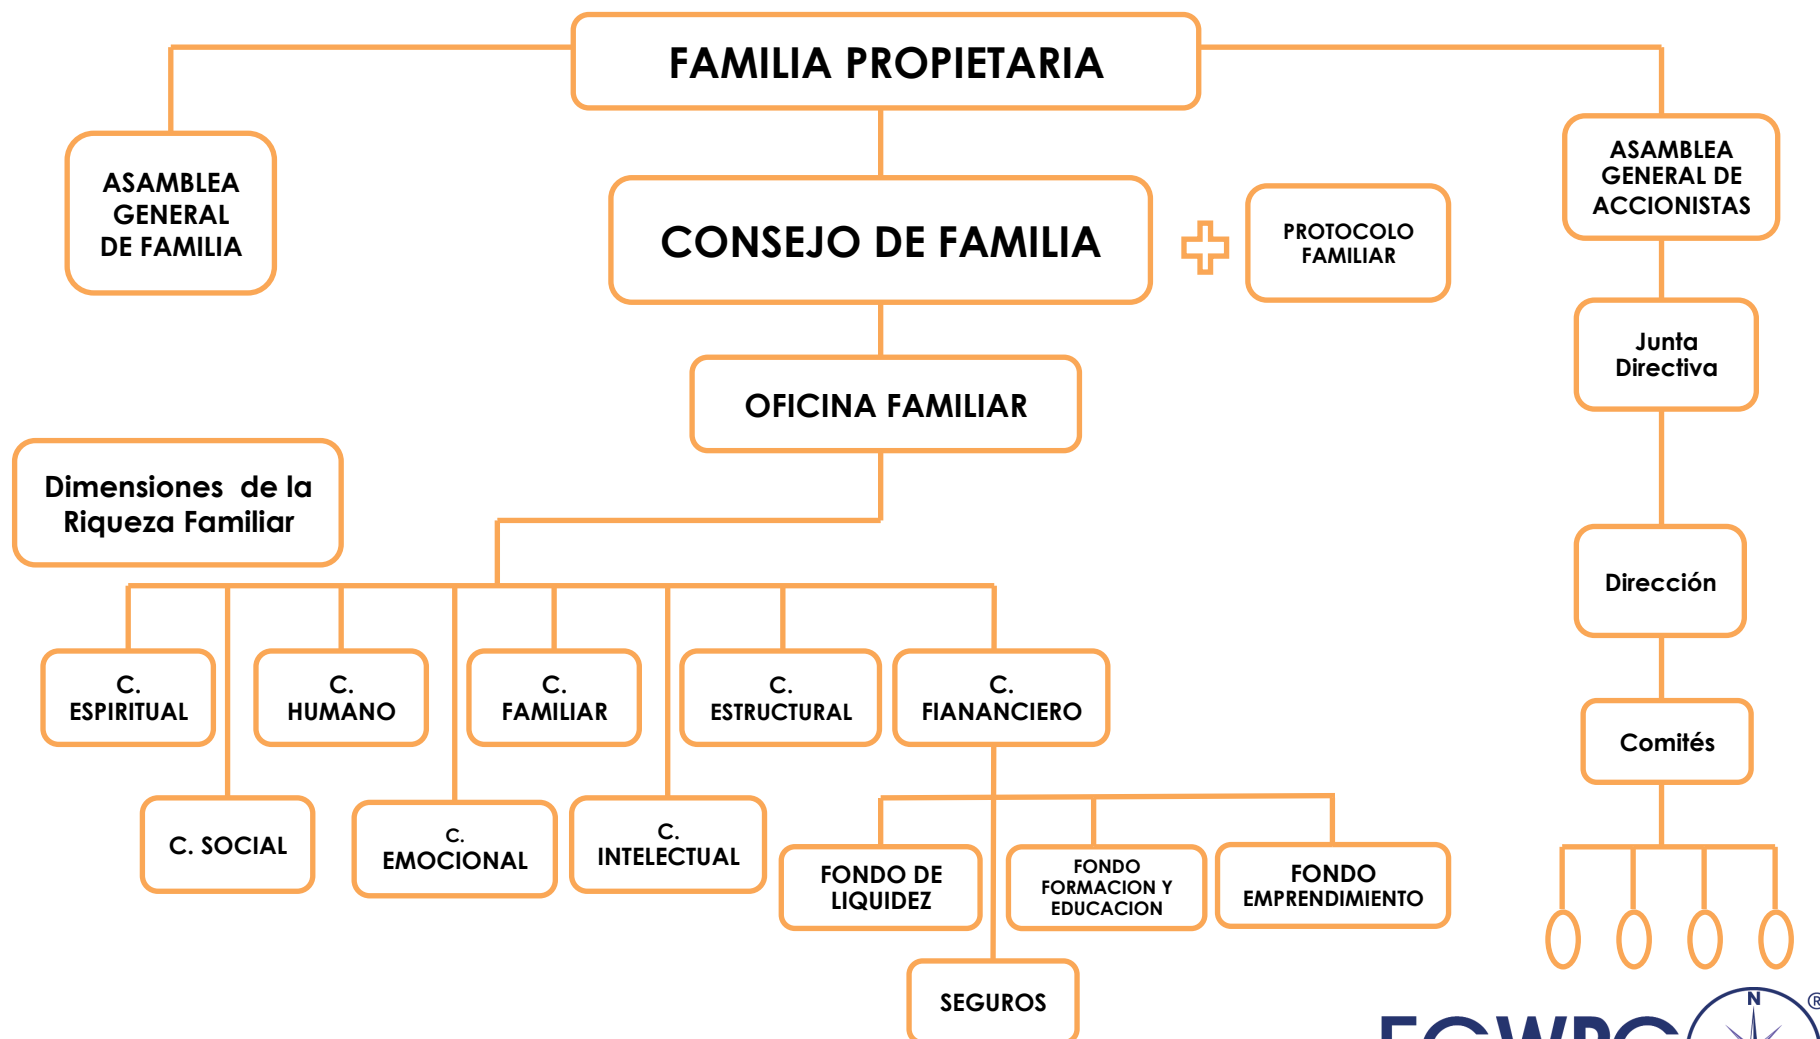 FAMILIA PROPIETARIA
ASAMBLEA
GENERAL
DE FAMILIA
CONSEJO DE FAMILIA
PROTOCOLO
FAMILIAR
ASAMBLEA
GENERAL DE
ACCIONISTAS
Junta
Directiva
OFICINA FAMILIAR
Dimensiones de la
Riqueza Familiar
Dirección
C.
ESPIRITUAL
C.
HUMANO
C.
FAMILIAR
C.
ESTRUCTURAL
C.
FIANANCIERO
Comités
C. SOCIAL
C.
EMOCIONAL
C.
INTELECTUAL
FONDO DE
LIQUIDEZ
FONDO
FORMACION Y
EDUCACION
FONDO
EMPRENDIMIENTO
SEGUROS
N
®